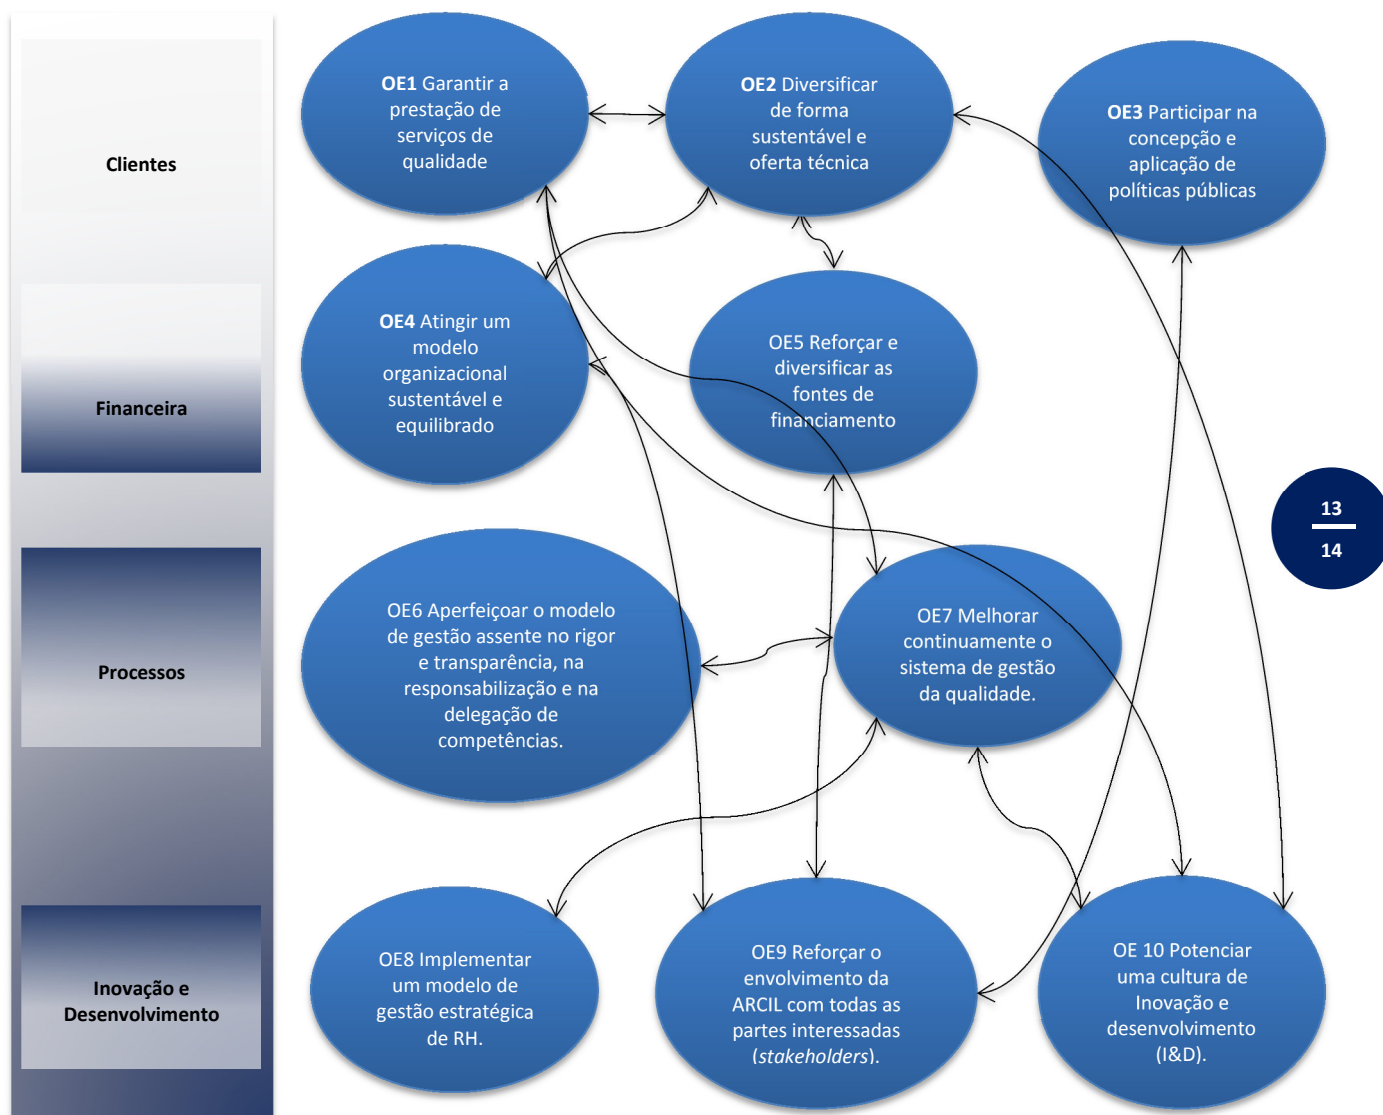 Clientes
OE1 Garantir a
prestação de
serviços de
qualidade
OE2 Diversificar
de forma
sustentável e
oferta técnica
OE3 Participar na
concepção e
aplicação de
políticas públicas
Financeira
OE4 Atingir um
modelo
organizacional
sustentável e
equilibrado
OE5 Reforçar e
diversificar as
fontes de
financiamento
13
14
Processos
OE6 Aperfeiçoar o modelo
de gestão assente no rigor
e transparência, na
responsabilização e na
delegação de
competências.
OE7 Melhorar
continuamente o
sistema de gestão
da qualidade.
Inovação e
Desenvolvimento
OE8 Implementar
um modelo de
gestão estratégica
de RH.
OE9 Reforçar o
envolvimento da
ARCIL com todas as
partes interessadas
(stakeholders).
OE 10 Potenciar
uma cultura de
Inovação e
desenvolvimento
(I&D).